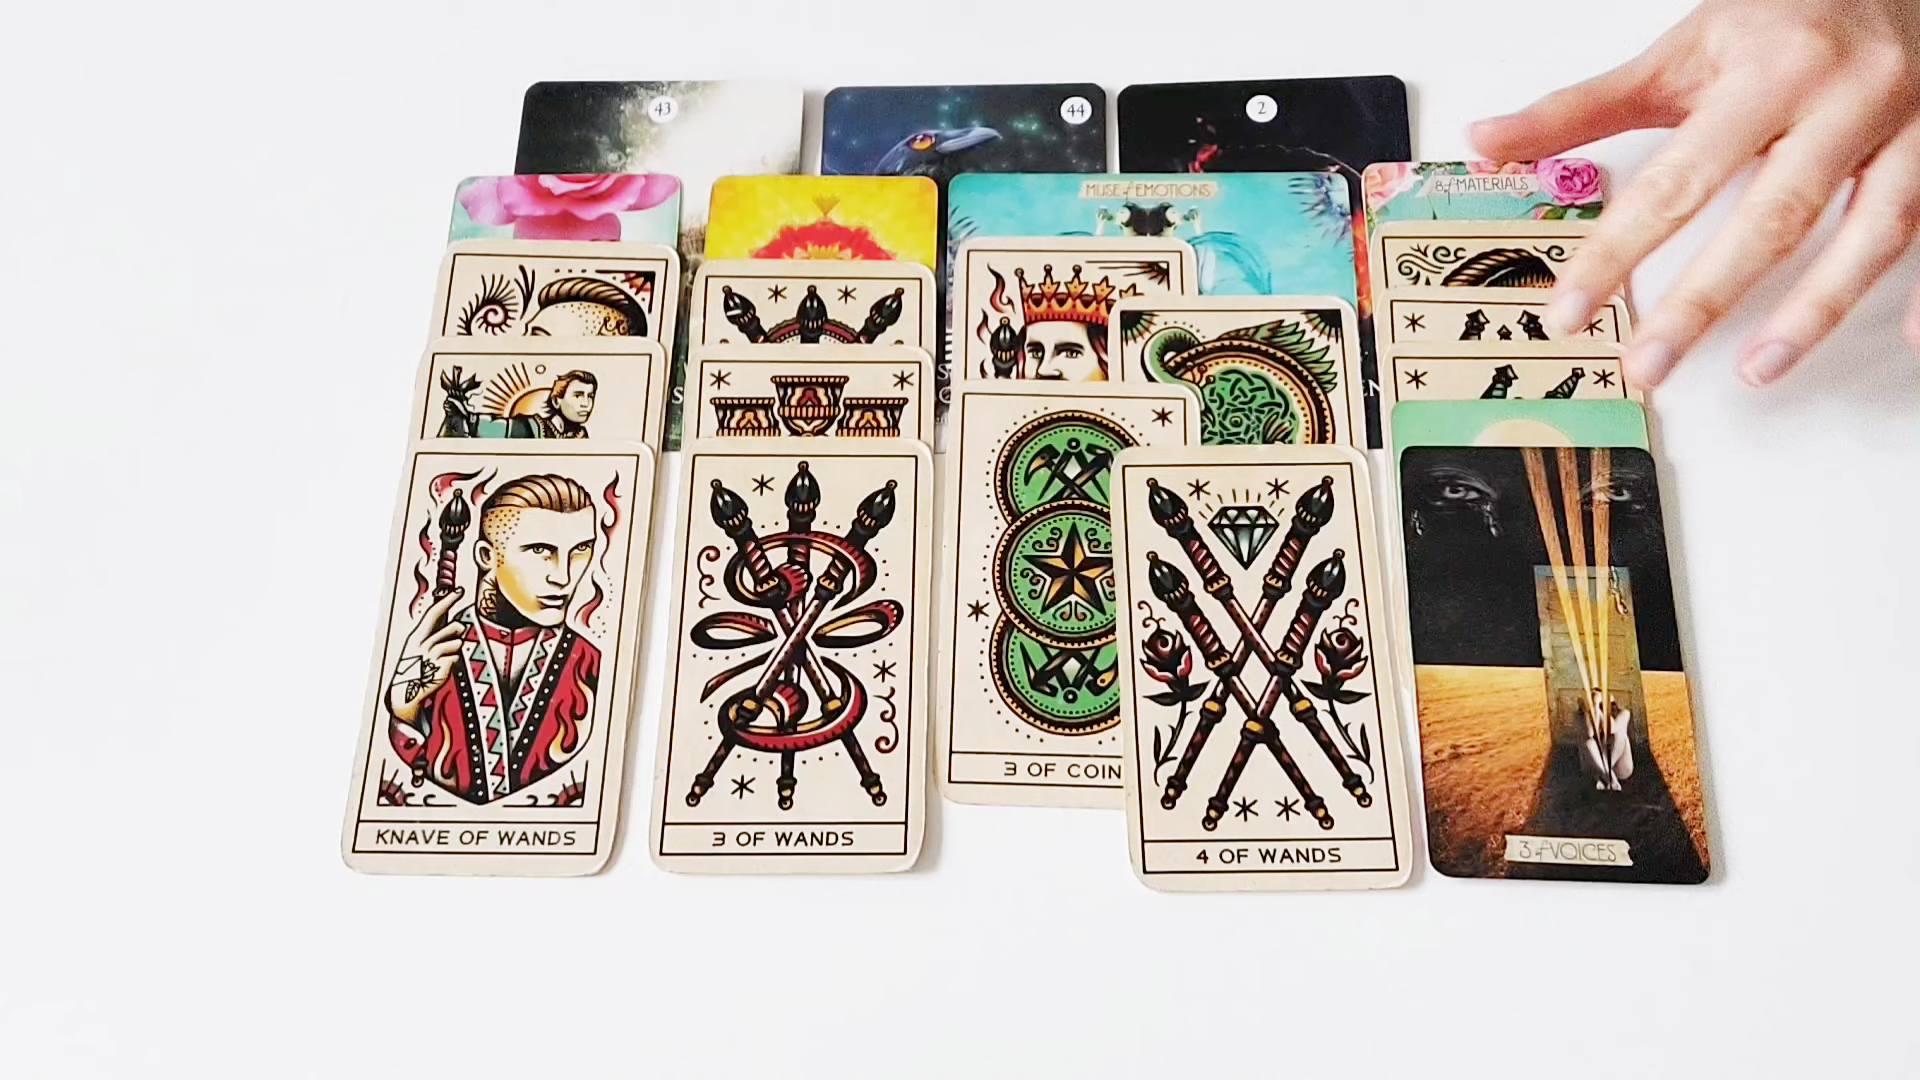 43
44
2
MUSE of EMOTIONS
8 of MATERIALS
KNAVE OF WANDS
3 OF WANDS
3 OF COIN
4 OF WANDS
3 of VOICES